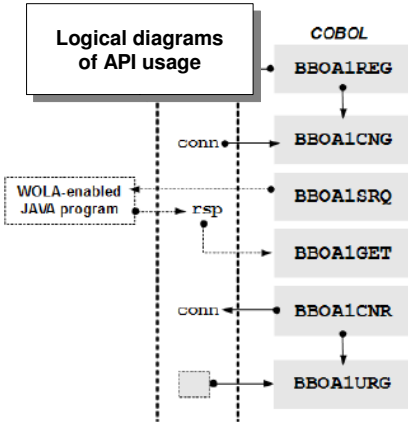 Logical diagrams
of API usage
COBOL
BBOA1REG
conn
BBOA1CNG
WOLA-enabled
JAVA program
rsp
BBOA1SRQ
BBOA1GET
conn
BBOA1CNR
BBOA1URG